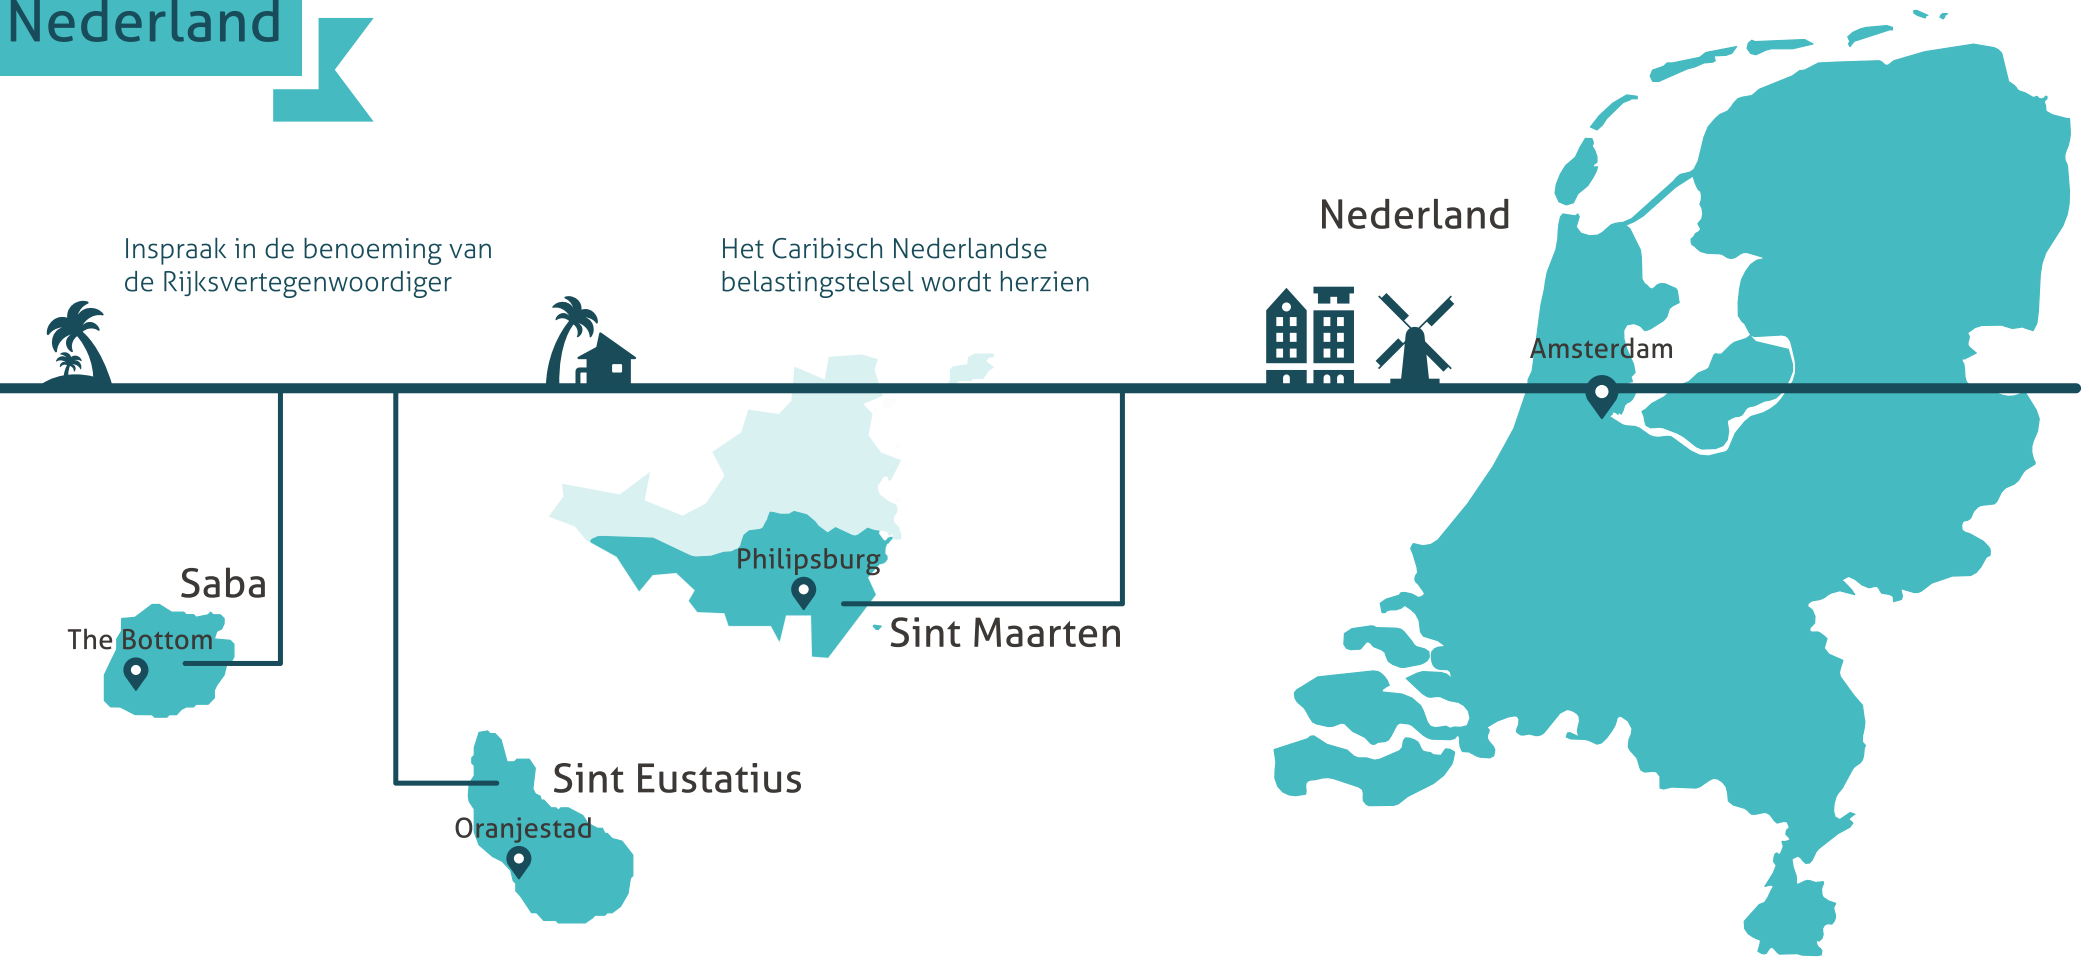 Nederland
Inspraak in de benoeming van
de Rijksvertegenwoordiger
Het Caribisch Nederlandse
belastingstelsel wordt herzien
Nederland
Amsterdam
Philipsburg
Sint Maarten
Saba
The Bottom
Sint Eustatius
Oranjestad